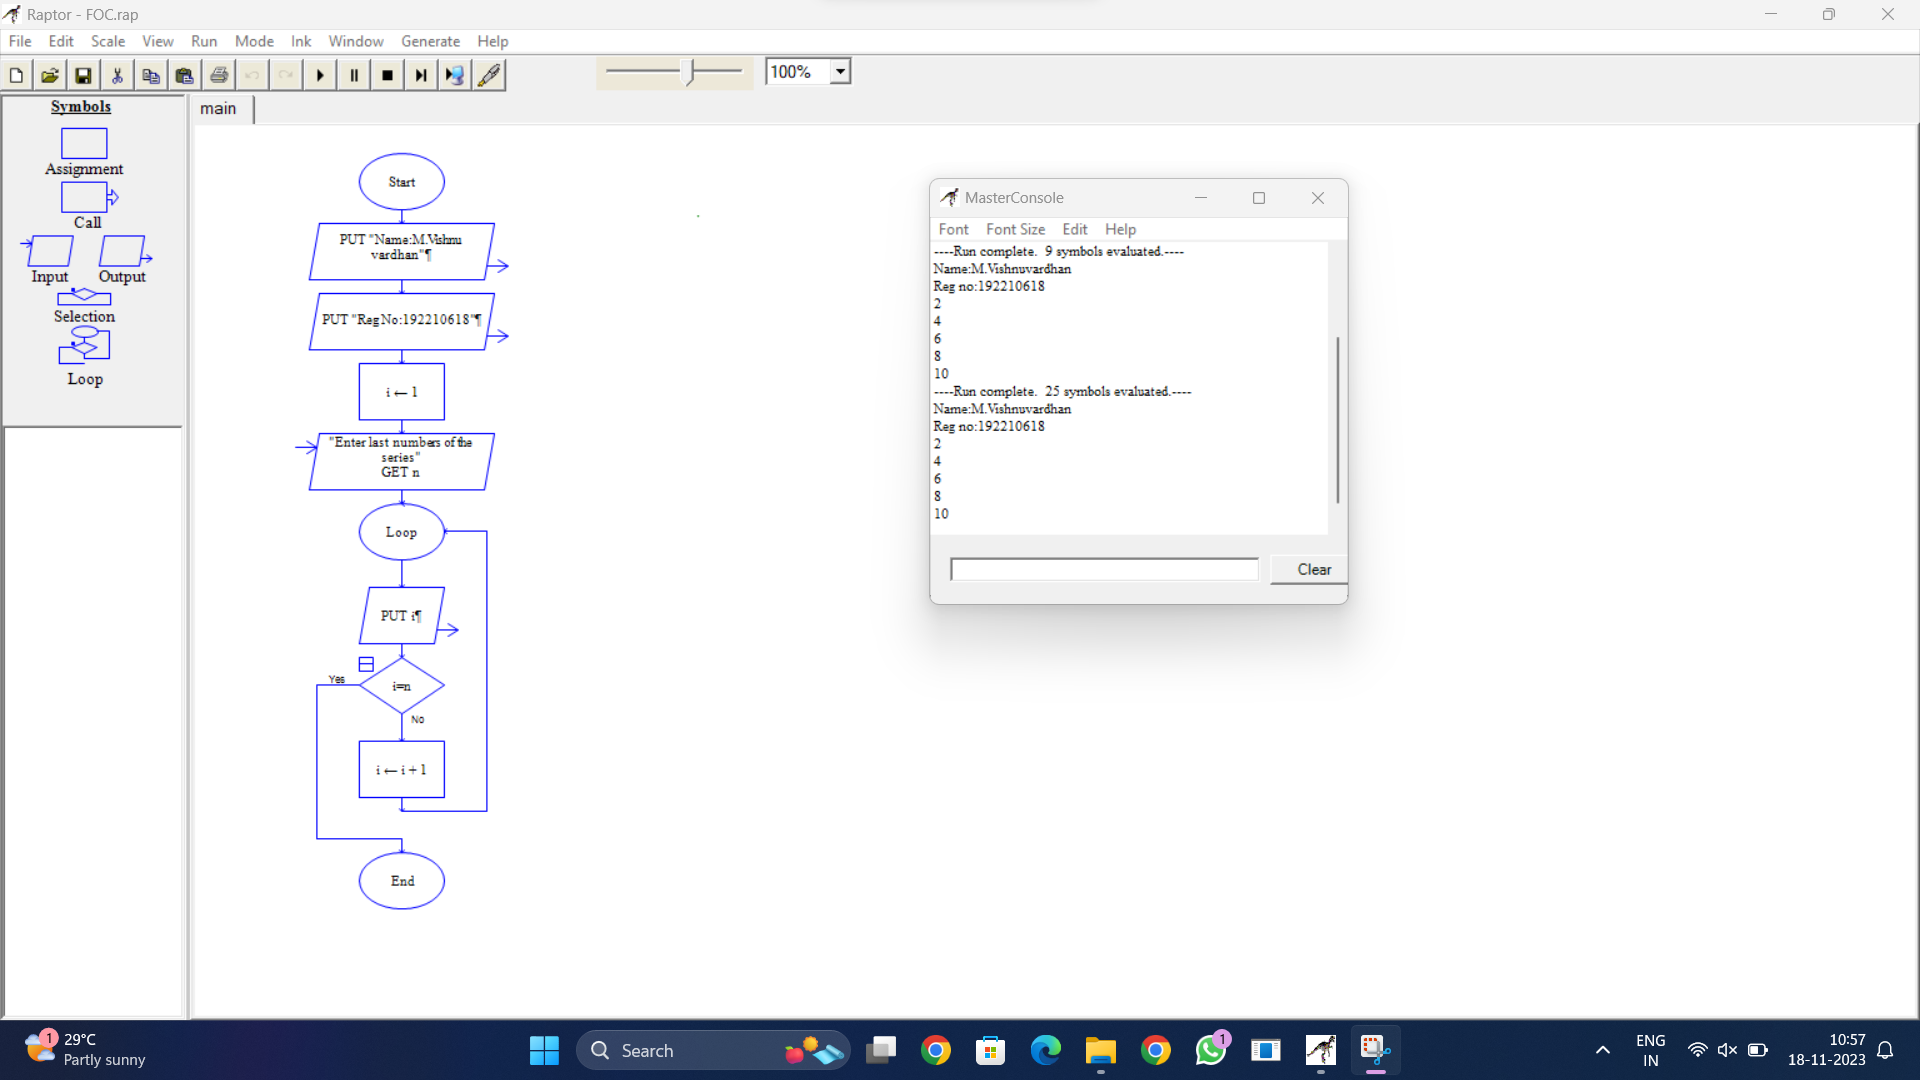 Raptor - FOC.rap
File Edit Scale View Run Mode Ink Window Generate Help
100%
Symbols
Assignment
Call
Input Output
Selection
Loop
main
Start
PUT "Name:M.Vishnu
vardhan"¶
PUT "RegNo:192210618"¶
i ← 1
"Enter last numbers of the
series"
GET n
Loop
PUT i¶
Yes
i=n
No
i ← i + 1
End
MasterConsole
Font Font Size Edit Help
----Run complete.  9 symbols evaluated.----
Name:M.Vishnuvardhan
Reg no:192210618
2
4
6
8
10
----Run complete.  25 symbols evaluated.----
Name:M.Vishnuvardhan
Reg no:192210618
2
4
6
8
10
Clear
1
29°C
Partly sunny
Search
1
ENG
IN
10:57
18-11-2023